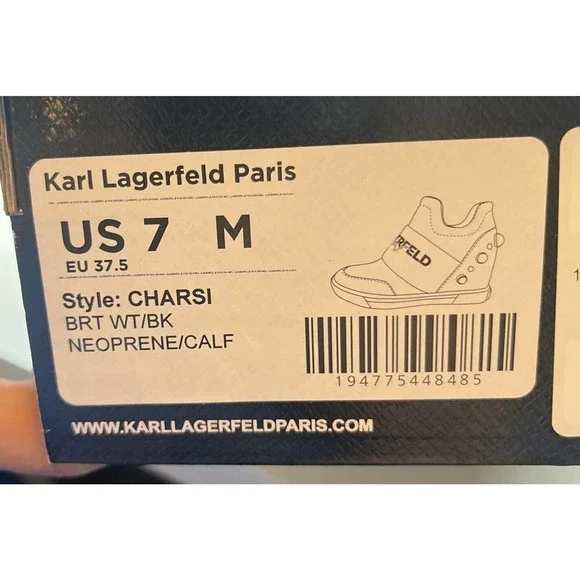 Karl Lagerfeld Paris
US 7 M
EU 37.5
Style: CHARSI
BRT WT/BK
NEOPRENE/CALF
RFELD
194775448485
WWW.KARLLAGERFELDPARIS.COM
1